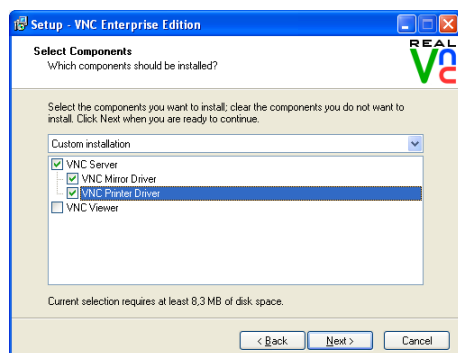 Setup - VNC Enterprise Edition
Select Components
Which components should be installed?
REAL
VNC
Select the components you want to install; clear the components you do not want to
install. Click Next when you are ready to continue.
Custom installation
VNC Server
VNC Mirror Driver
VNC Printer Driver
VNC Viewer
Current selection requires at least 8,3 MB of disk space.
< Back
Next >
Cancel